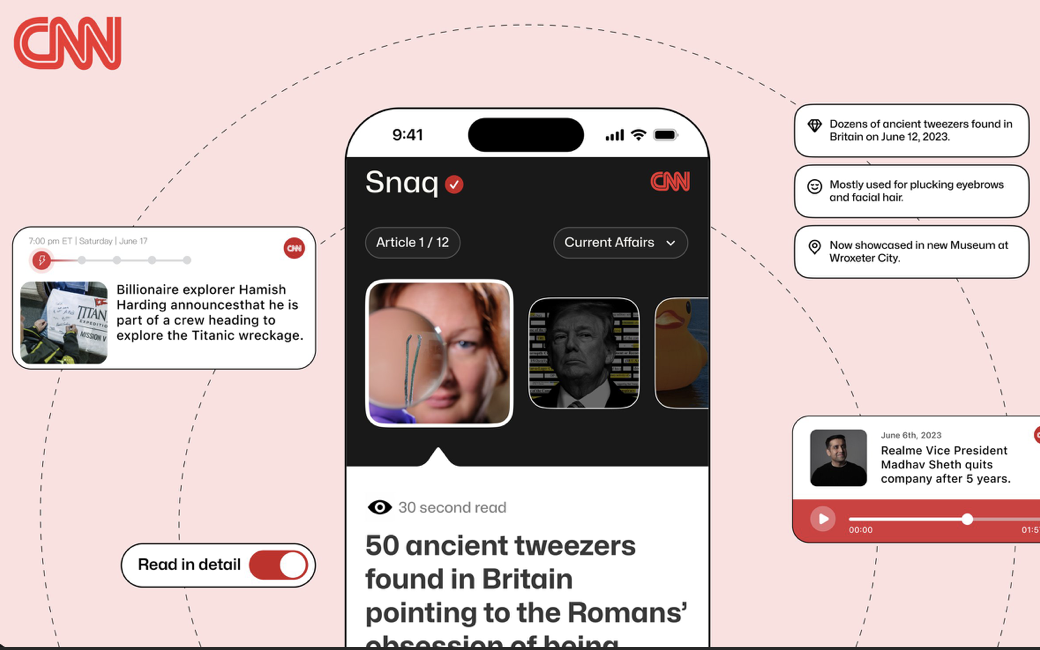 CNN
7:00 pm ET | Saturday | June 17
CNN
Billionaire explorer Hamish
Harding announcesthat he is
part of a crew heading to
explore the Titanic wreckage.
TITAN
EXPEDITION
MISSION V
Read in detail
9:41
Snaq
CNN
Article 1 / 12
Current Affairs
30 second read
50 ancient tweezers
found in Britain
pointing to the Romans’
obsession of being
Dozens of ancient tweezers found in
Britain on June 12, 2023.
Mostly used for plucking eyebrows
and facial hair.
Now showcased in new Museum at
Wroxeter City.
June 6th, 2023
Realme Vice President
Madhav Sheth quits
company after 5 years.
00:00